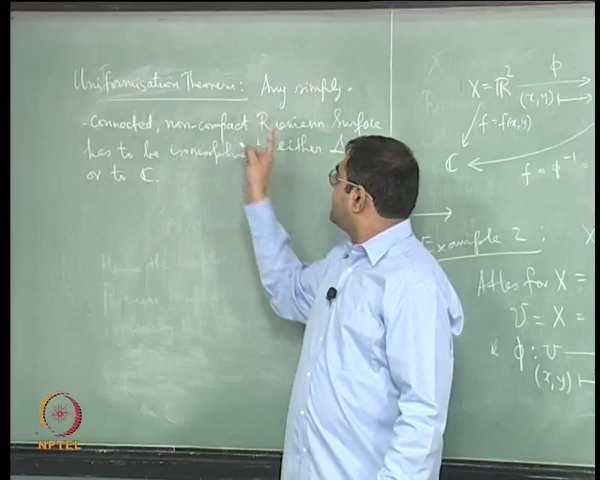 Uniformisation Theorem: Any simply-
-connected, non-compact Riemann Surface
has to be isomorphic to either Δ
or to ℂ.
X = ℝ² ϕ
(x,y)
f = f(x,y)
ℂ
f ∘ ϕ⁻¹ =
Example 2: X
Atlas for X =
U = X =
ϕ: U
(x,y)
NPTEL